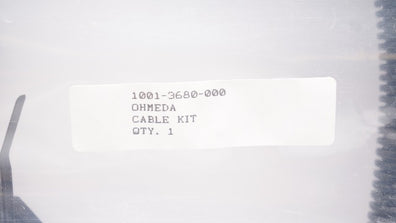 1001-3680-000
OHMEDA
CABLE KIT
QTY. 1